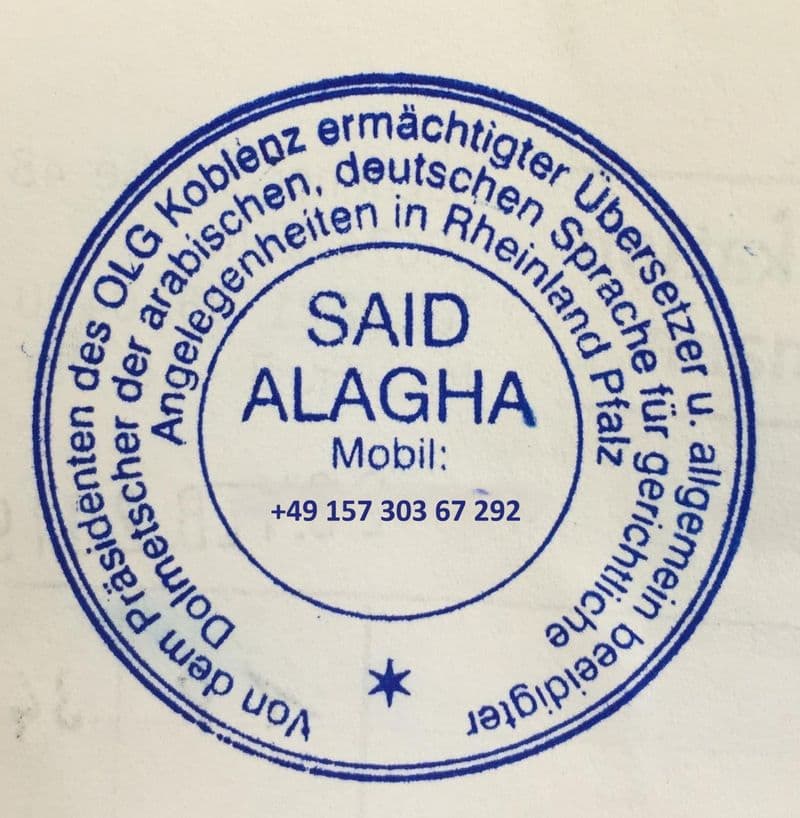 Von dem Präsidenten des OLG Koblenz ermächtigter Übersetzer u. allgemein beeidigter
Dolmetscher der arabischen, deutschen Sprache für gerichtliche
Angelegenheiten in Rheinland Pfalz
SAID
ALAGHA
Mobil:
+49 157 303 67 292